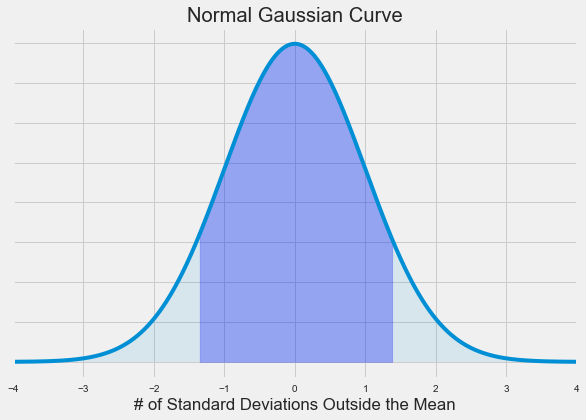 Normal Gaussian Curve
−4 −3 −2 −1 0 1 2 3 4
# of Standard Deviations Outside the Mean